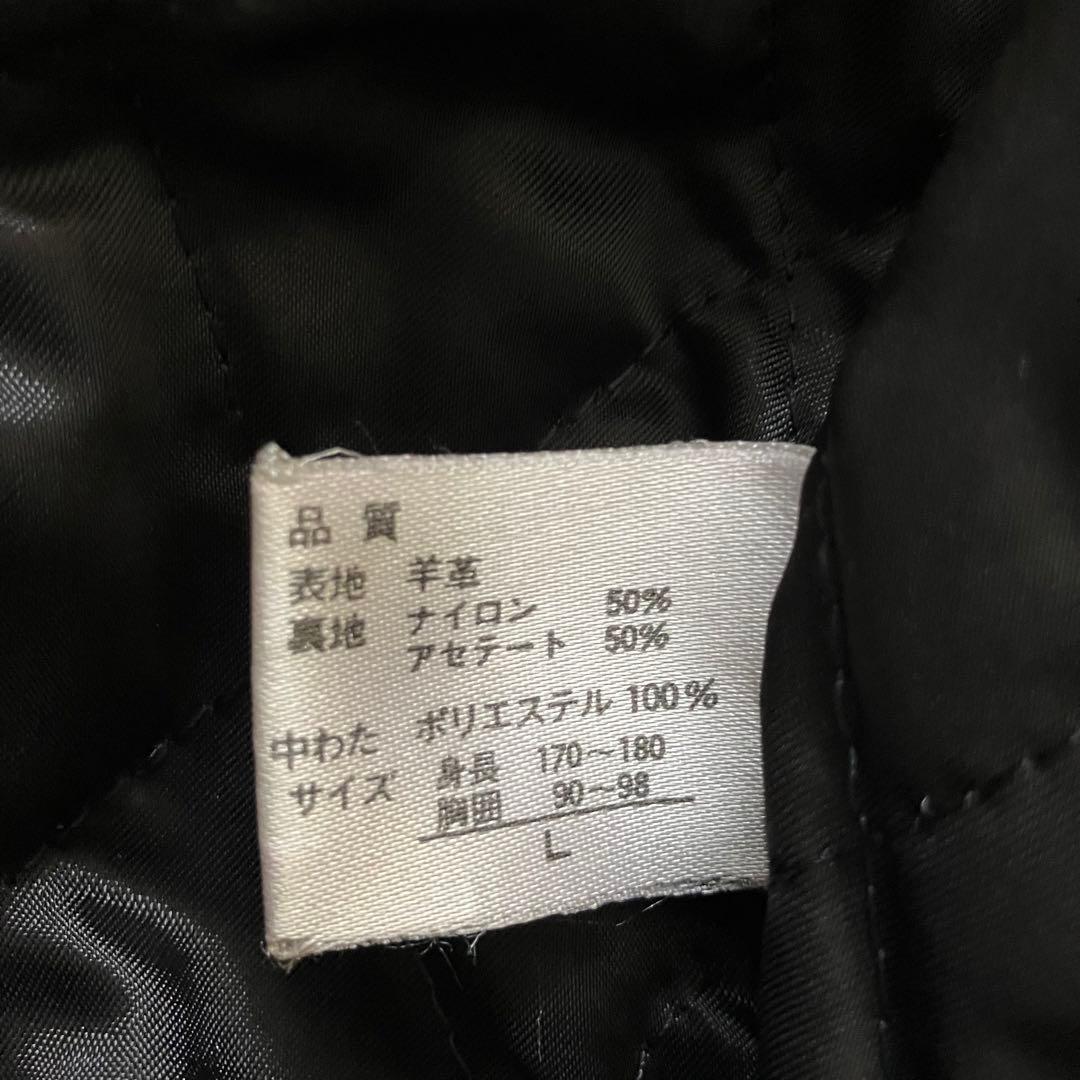 品質
表地 羊革
裏地 ナイロン 50%
アセテート 50%
中わた ポリエステル 100%
サイズ 身長 170～180
胸囲 90～98
L